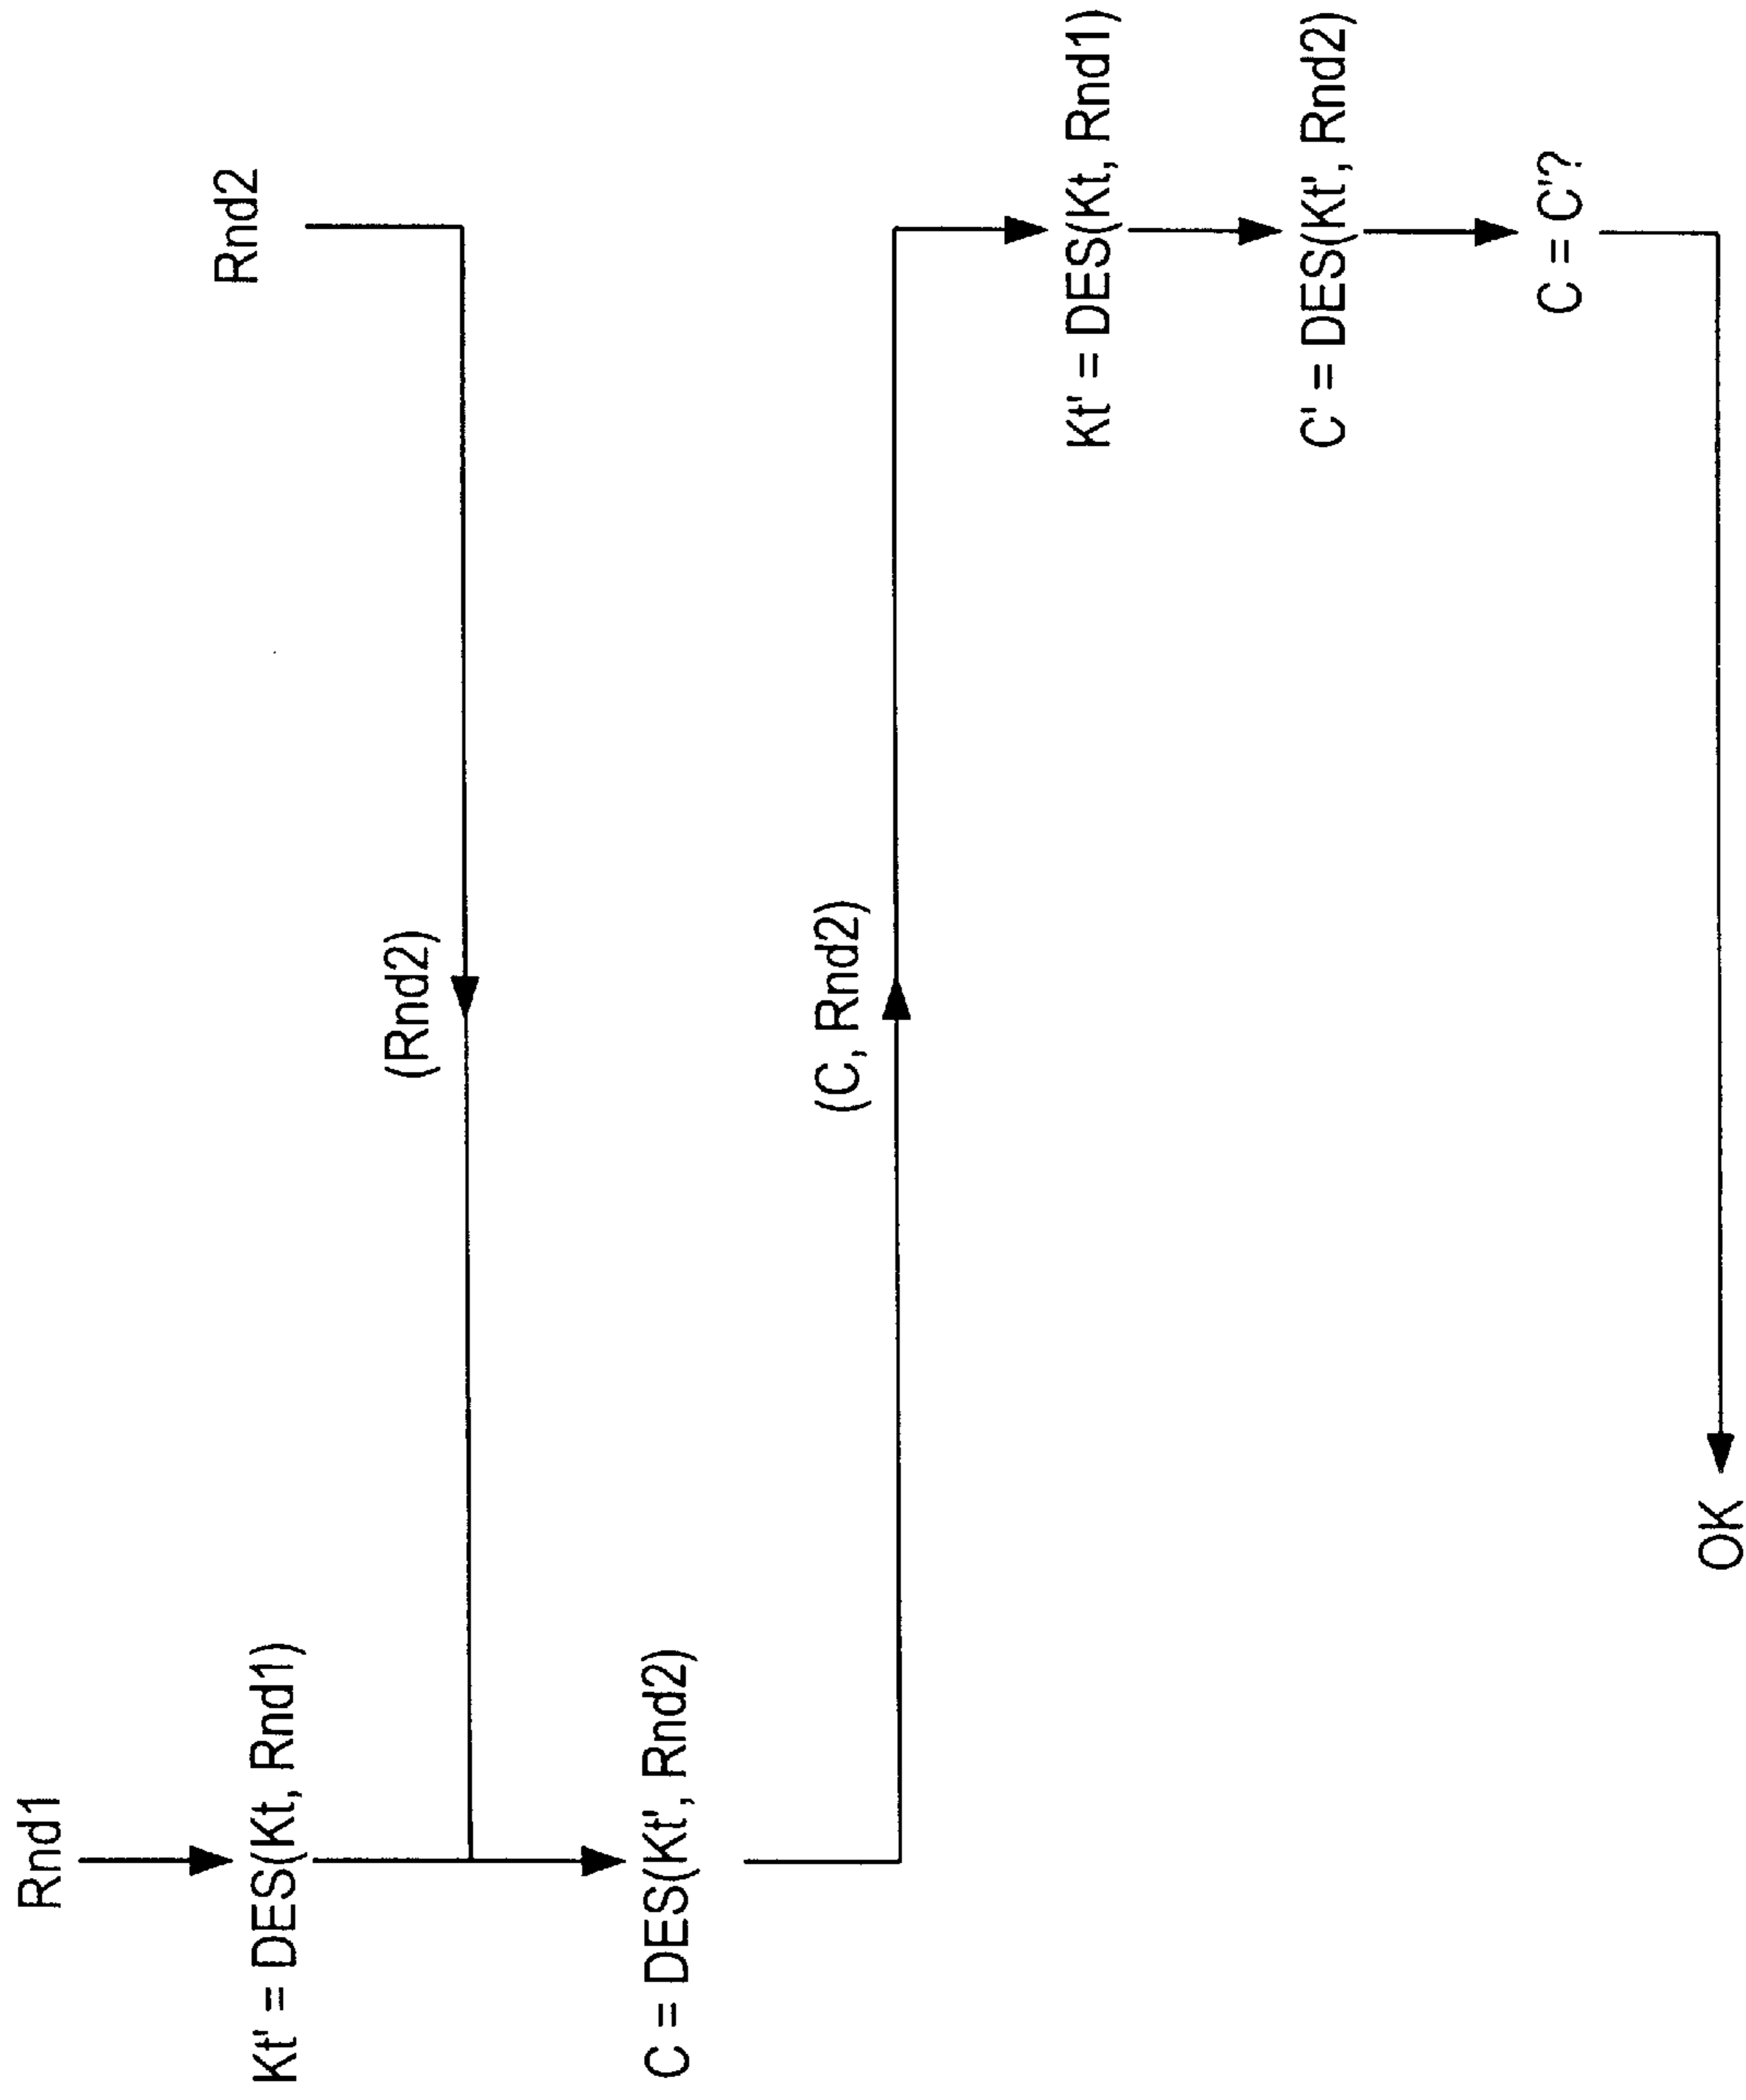 Rnd1
Rnd2
Kt' = DES(Kt, Rnd1)
(Rnd2)
C = DES(Kt', Rnd2)
(C, Rnd2)
Kt' = DES(Kt, Rnd1)
C' = DES(Kt', Rnd2)
C = C'?
OK